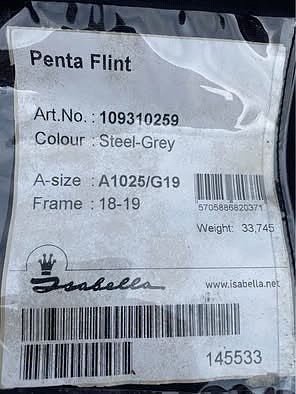 Penta Flint
Art.No. : 109310259
Colour : Steel-Grey
A-size : A1025/G19
Frame : 18-19
5705886820371
Weight: 33,745
Isabella
www.isabella.net
145533